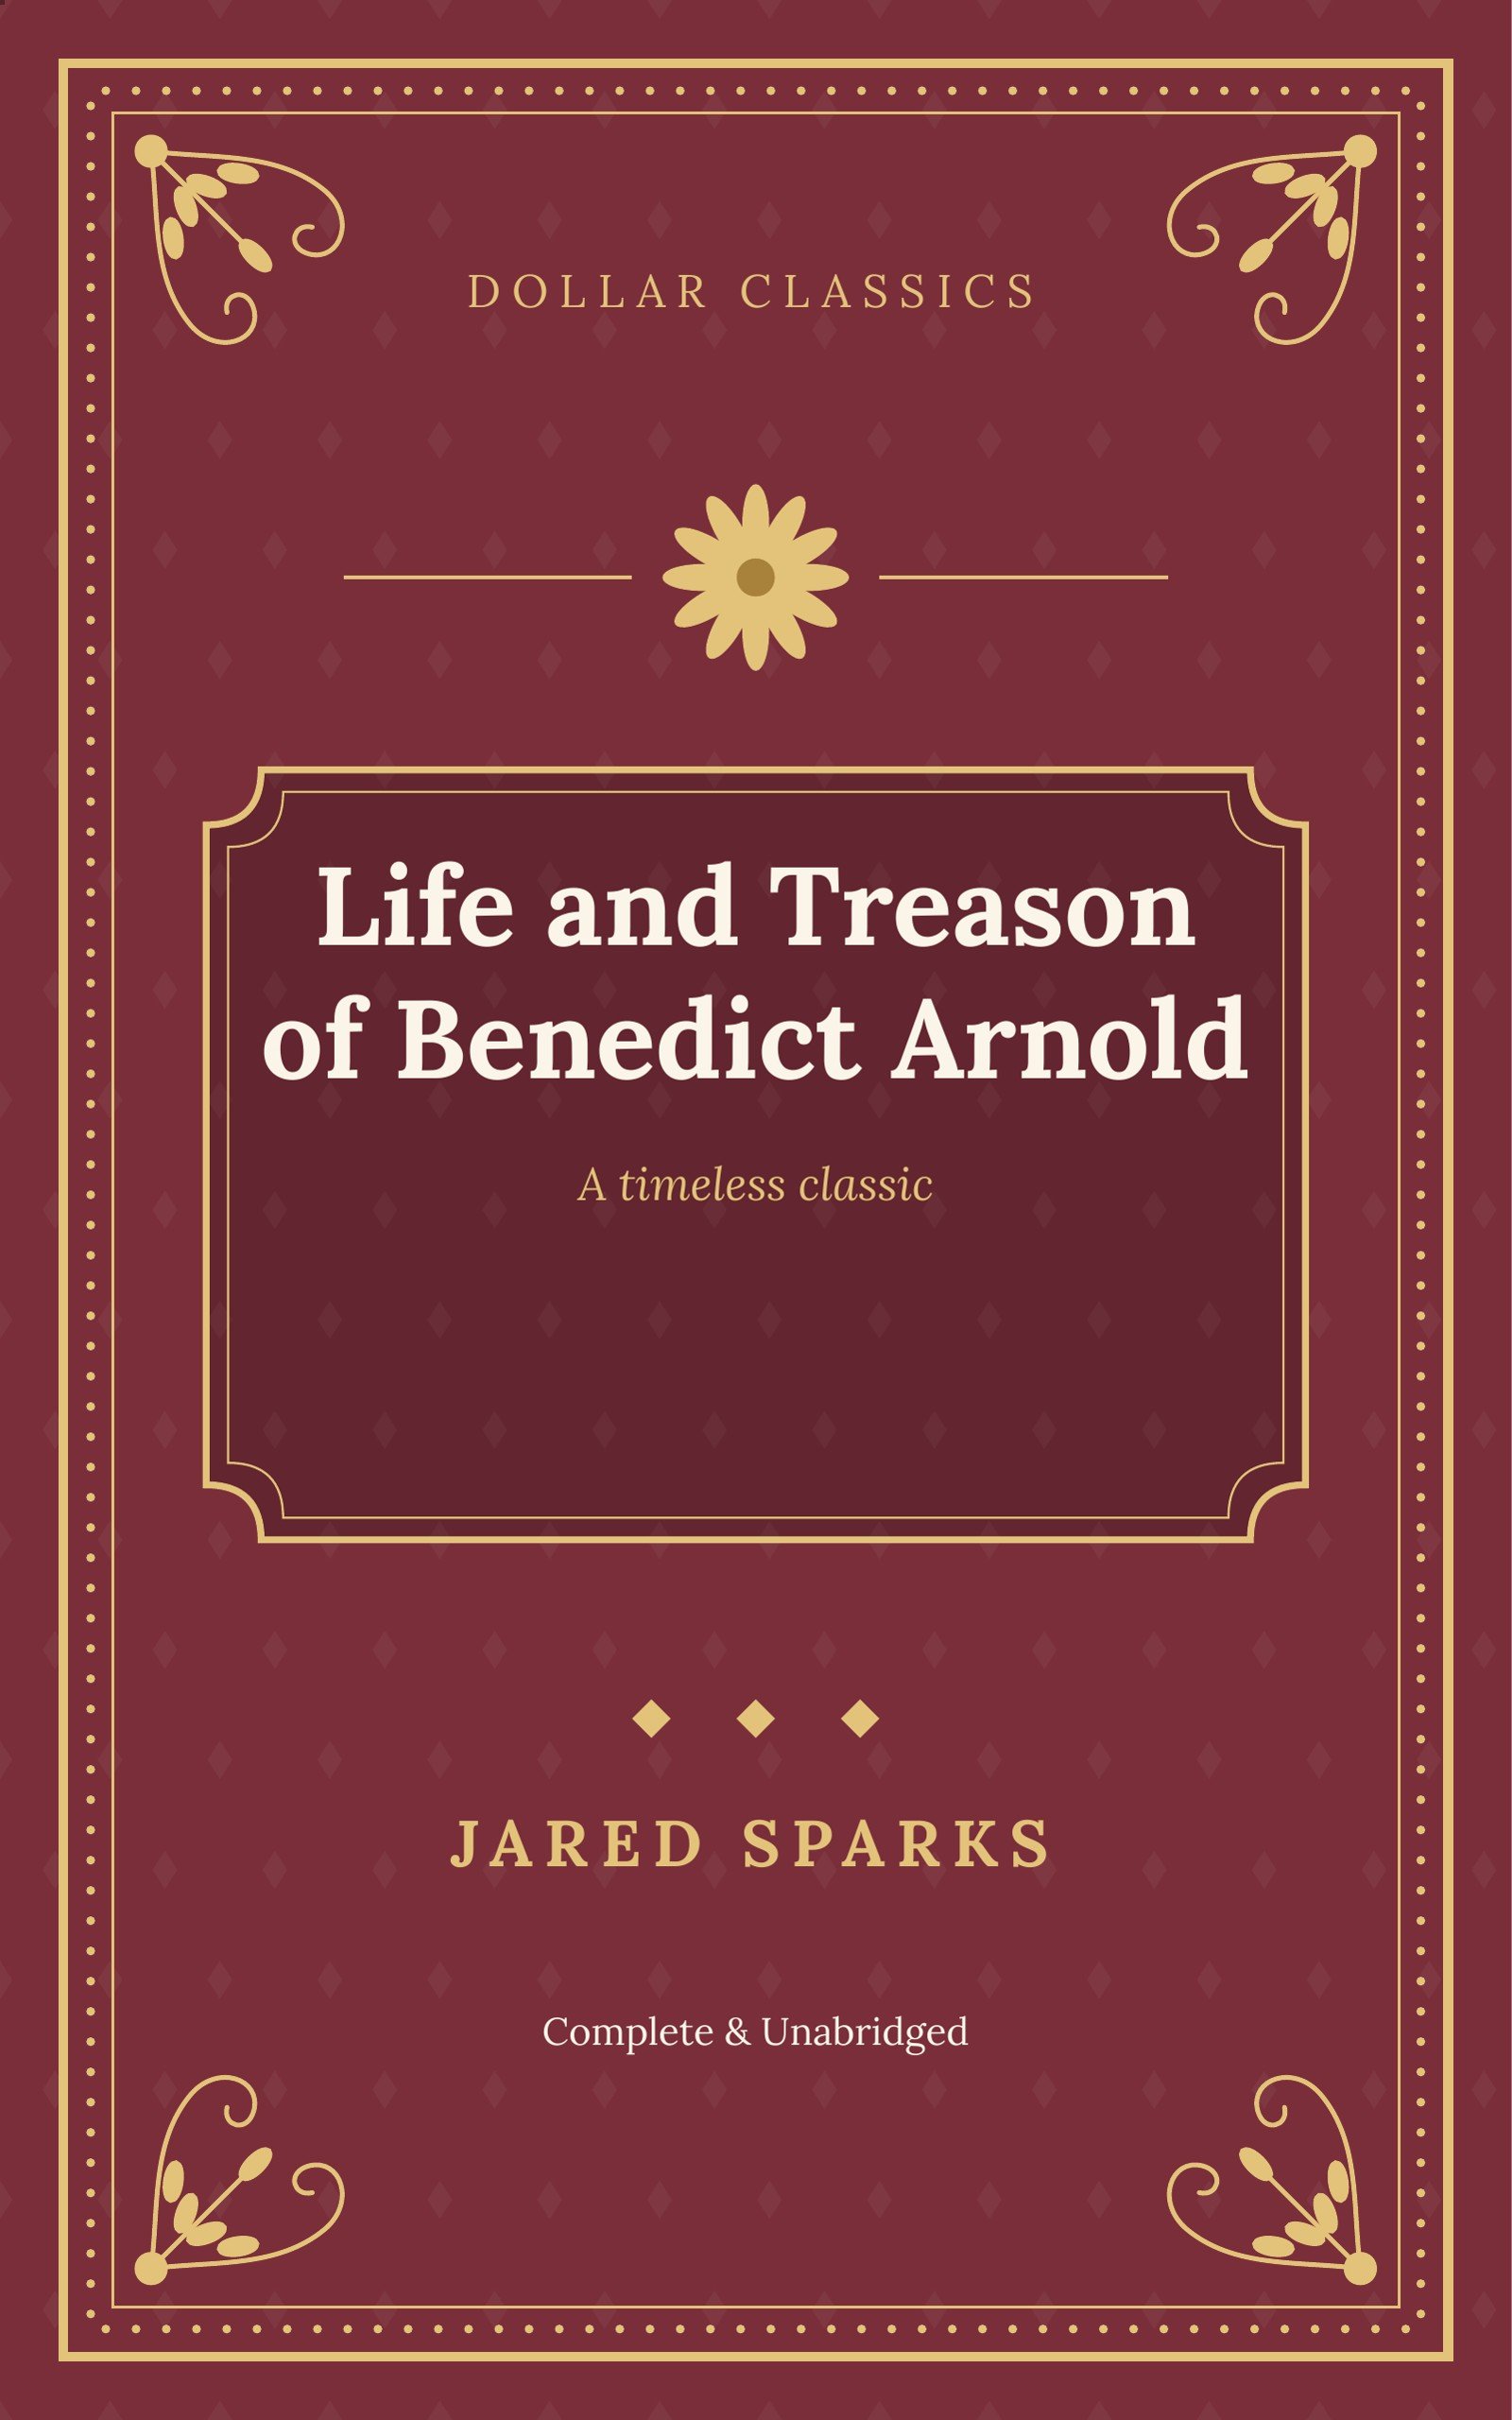 DOLLAR CLASSICS
Life and Treason
of Benedict Arnold
A timeless classic
JARED SPARKS
Complete & Unabridged